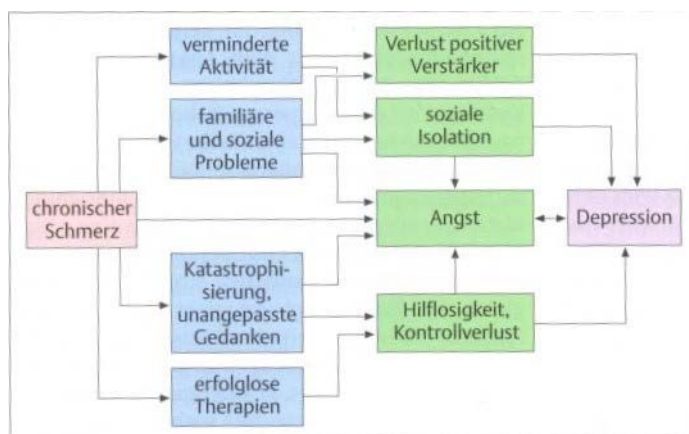 verminderte
Aktivität
Verlust positiver
Verstärker
familiäre
und soziale
Probleme
soziale
Isolation
chronischer
Schmerz
Angst
Depression
Katastrophi-
sierung,
unangepasste
Gedanken
Hilflosigkeit,
Kontrollverlust
erfolglose
Therapien